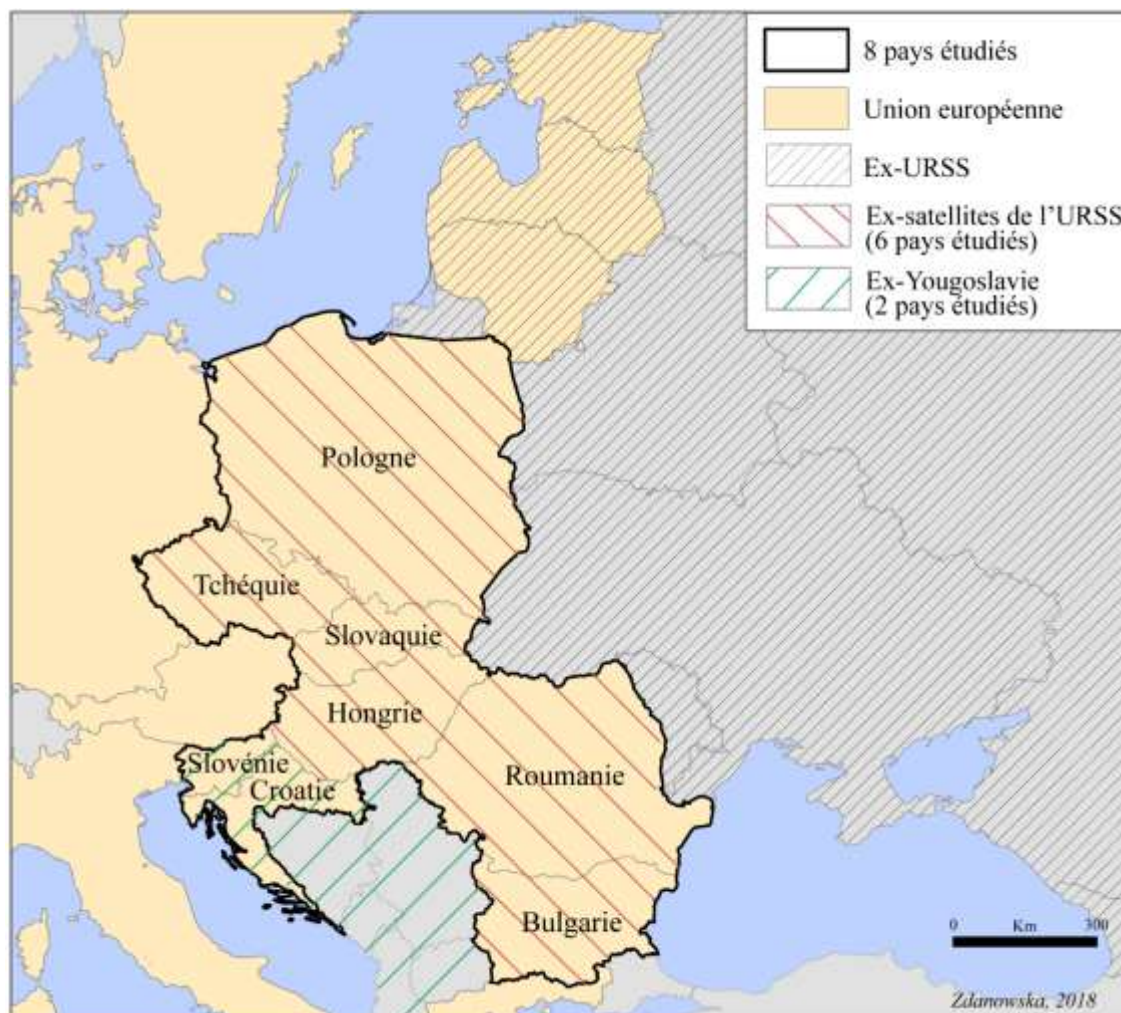 8 pays étudiés
Union européenne
Ex-URSS
Ex-satellites de l'URSS
(6 pays étudiés)
Ex-Yougoslavie
(2 pays étudiés)
Pologne
Tchéquie
Slovaquie
Hongrie
Slovénie
Croatie
Roumanie
Bulgarie
0 Km 300
Zdanowska, 2018